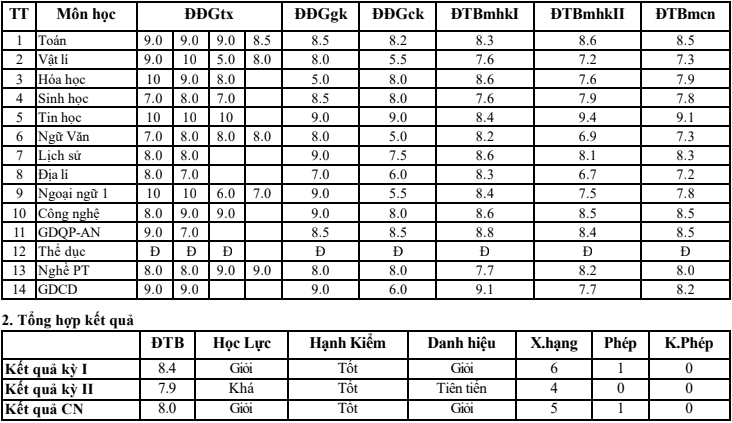 TT Môn học ĐĐGtx ĐĐGgk ĐĐGck ĐTBmhkI ĐTBmhkII ĐTBmcn
1 Toán 9.0 9.0 9.0 8.5 8.5 8.2 8.3 8.6 8.5
2 Vật lí 9.0 10 5.0 8.0 8.0 5.5 7.6 7.2 7.3
3 Hóa học 10 9.0 8.0 5.0 8.0 8.6 7.6 7.9
4 Sinh học 7.0 8.0 7.0 8.5 8.0 7.6 7.9 7.8
5 Tin học 10 10 10 9.0 9.0 8.4 9.4 9.1
6 Ngữ Văn 7.0 8.0 8.0 8.0 8.0 5.0 8.2 6.9 7.3
7 Lịch sử 8.0 8.0 9.0 7.5 8.6 8.1 8.3
8 Địa lí 8.0 7.0 7.0 6.0 8.3 6.7 7.2
9 Ngoại ngữ 1 10 10 6.0 7.0 9.0 5.5 8.4 7.5 7.8
10 Công nghệ 8.0 9.0 9.0 9.0 8.0 8.6 8.5 8.5
11 GDQP-AN 9.0 7.0 8.5 8.5 8.8 8.4 8.5
12 Thể dục Đ Đ Đ Đ Đ Đ Đ Đ
13 Nghề PT 8.0 8.0 9.0 9.0 8.0 8.0 7.7 8.2 8.0
14 GDCD 9.0 9.0 9.0 6.0 9.1 7.7 8.2
2. Tổng hợp kết quả
ĐTB Học Lực Hạnh Kiểm Danh hiệu X.hạng Phép K.Phép
Kết quả kỳ I 8.4 Giỏi Tốt Giỏi 6 1 0
Kết quả kỳ II 7.9 Khá Tốt Tiên tiến 4 0 0
Kết quả CN 8.0 Giỏi Tốt Giỏi 5 1 0